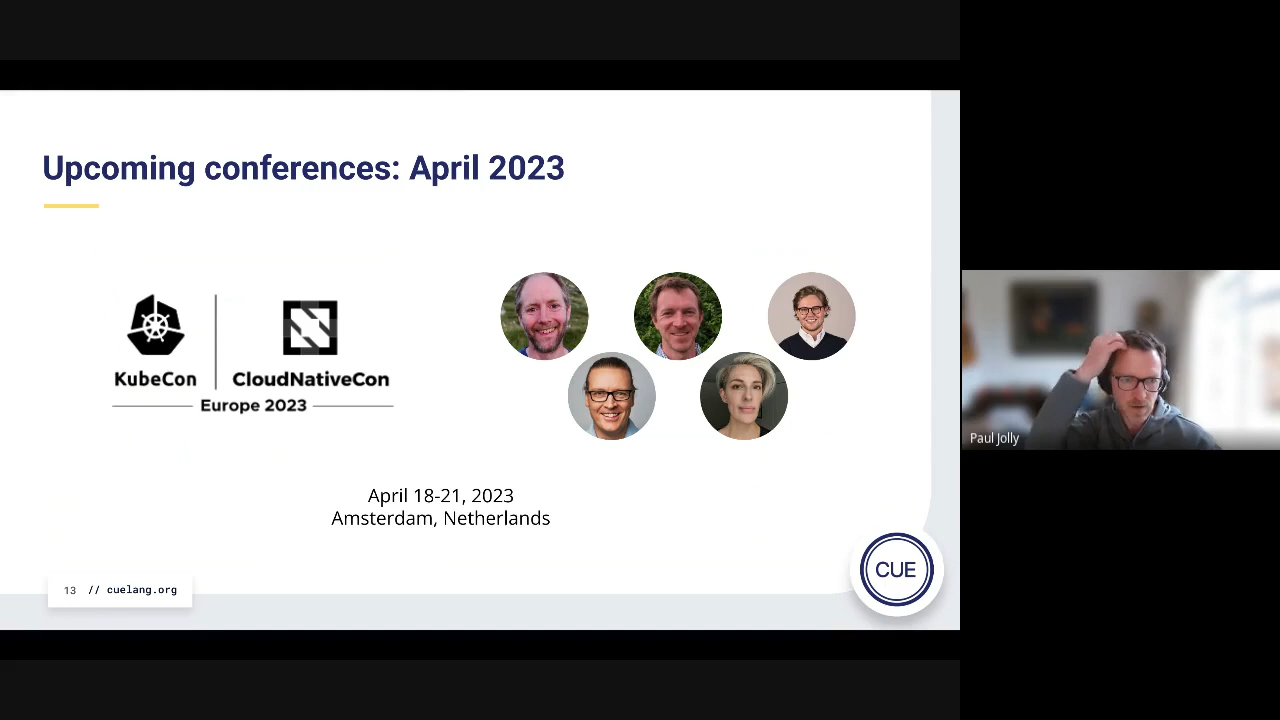 Upcoming conferences: April 2023
KubeCon
CloudNativeCon
Europe 2023
April 18-21, 2023
Amsterdam, Netherlands
13 // cuelang.org
CUE
Paul Jolly